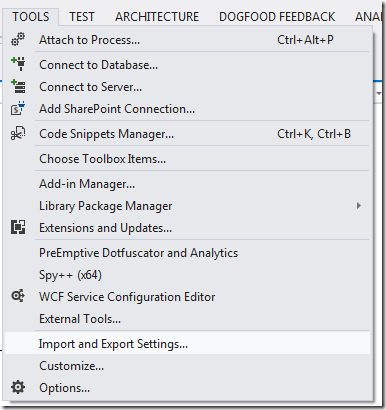 TOOLS TEST ARCHITECTURE DOGFOOD FEEDBACK
Attach to Process... Ctrl+Alt+P
Connect to Database...
Connect to Server...
Add SharePoint Connection...
Code Snippets Manager... Ctrl+K, Ctrl+B
Choose Toolbox Items...
Add-in Manager...
Library Package Manager
Extensions and Updates...
PreEmptive Dotfuscator and Analytics
Spy++ (x64)
WCF Service Configuration Editor
External Tools...
Import and Export Settings...
Customize...
Options...